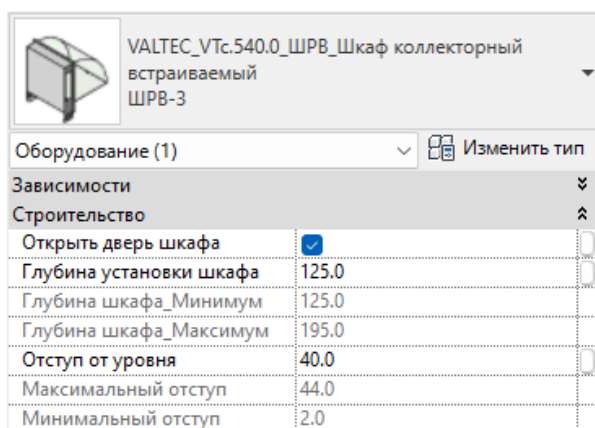 VALTEC_VTc.540.0_ШРВ_Шкаф коллекторный
встраиваемый
ШРВ-3
Оборудование (1) Изменить тип
Зависимости
Строительство
Открыть дверь шкафа
Глубина установки шкафа 125.0
Глубина шкафа_Минимум 125.0
Глубина шкафа_Максимум 195.0
Отступ от уровня 40.0
Максимальный отступ 44.0
Минимальный отступ 2.0